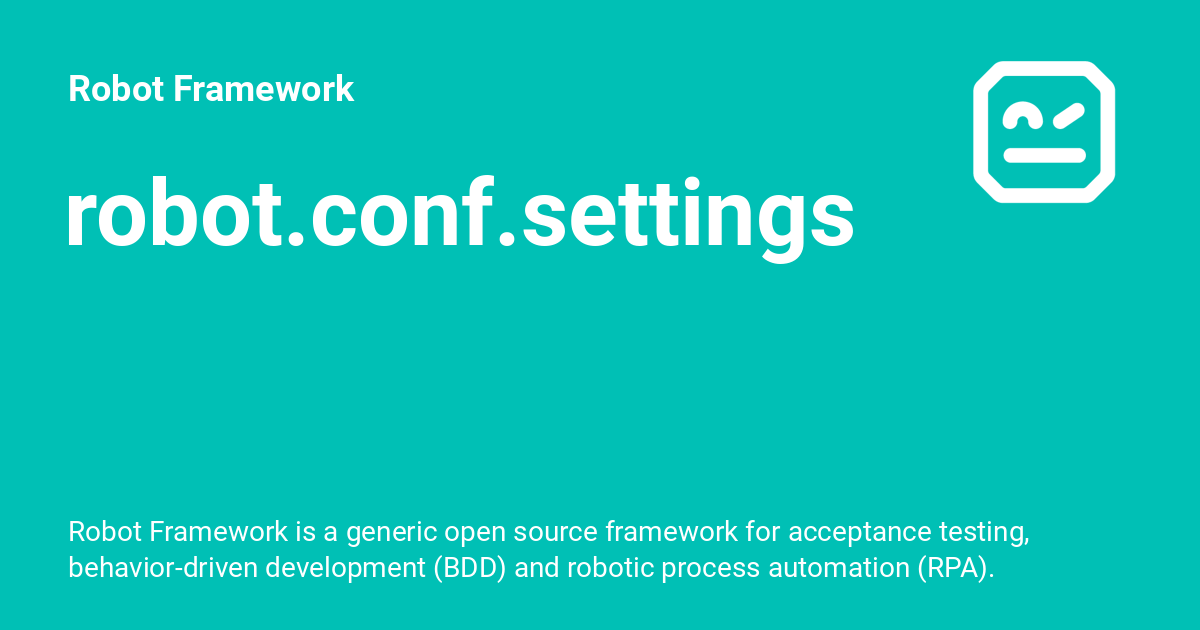 Robot Framework
robot.conf.settings
Robot Framework is a generic open source framework for acceptance testing,
behavior-driven development (BDD) and robotic process automation (RPA).